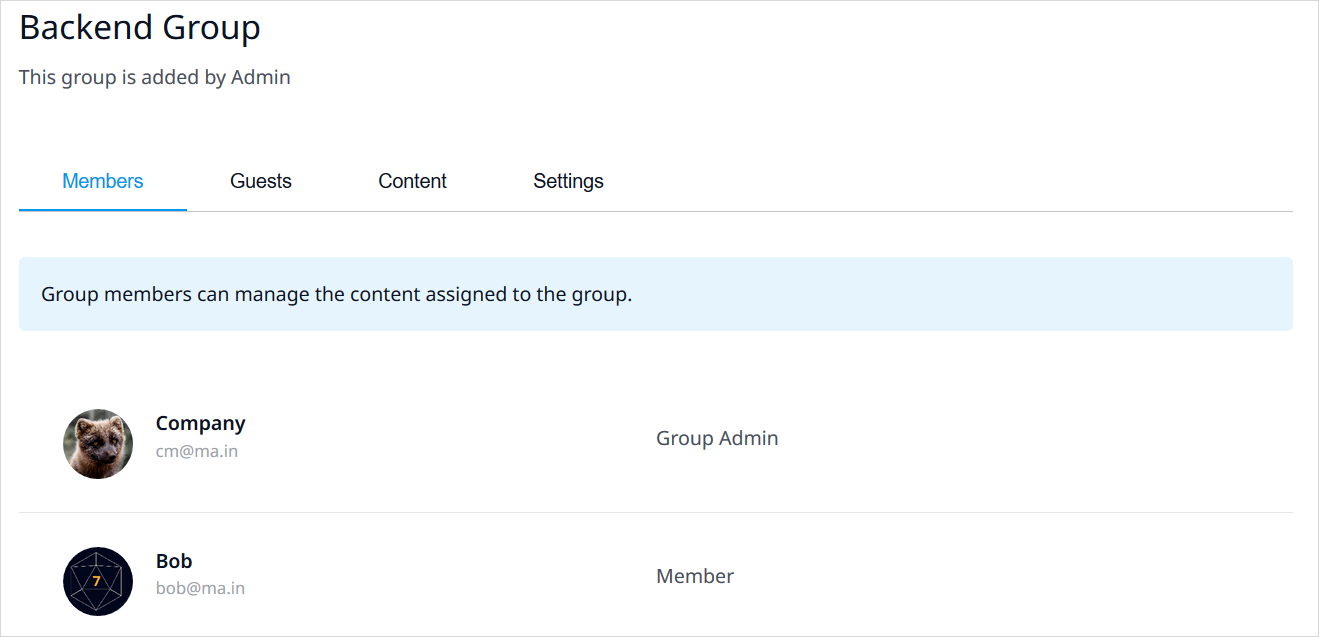 Backend Group
This group is added by Admin
Members Guests Content Settings
Group members can manage the content assigned to the group.
Company
cm@ma.in
Group Admin
7
Bob
bob@ma.in
Member